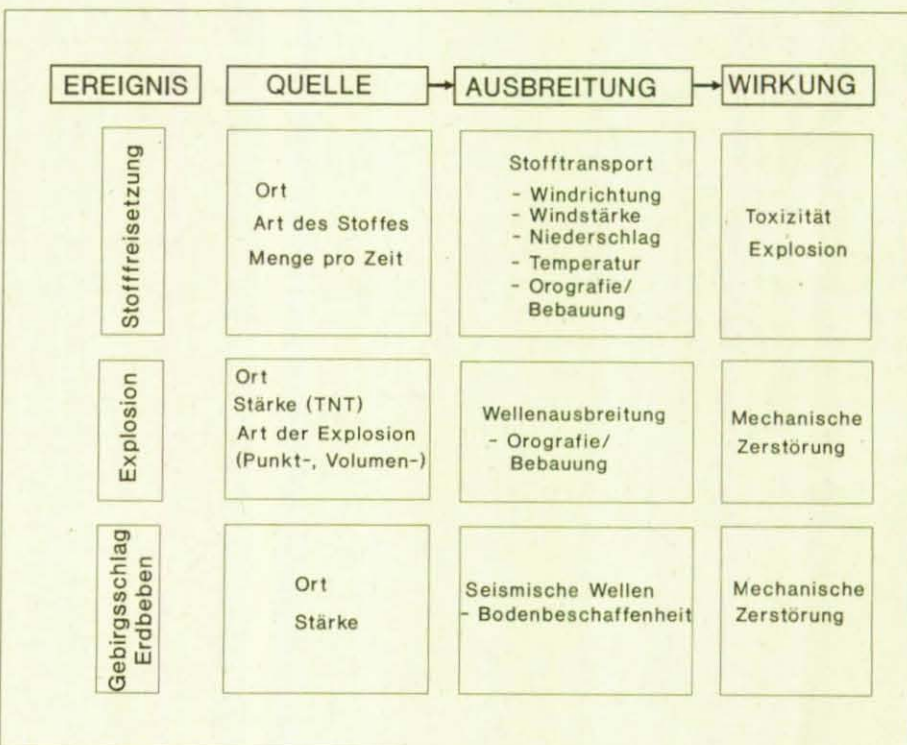 EREIGNIS
QUELLE
AUSBREITUNG
WIRKUNG
Stofffreisetzung
Ort
Art des Stoffes
Menge pro Zeit
Stofftransport
- Windrichtung
- Windstärke
- Niederschlag
- Temperatur
- Orografie/
Bebauung
Toxizität
Explosion
Explosion
Ort
Stärke (TNT)
Art der Explosion
(Punkt-, Volumen-)
Wellenausbreitung
- Orografie/
Bebauung
Mechanische
Zerstörung
Gebirgsschlag
Erdbeben
Ort
Stärke
Seismische Wellen
- Bodenbeschaffenheit
Mechanische
Zerstörung